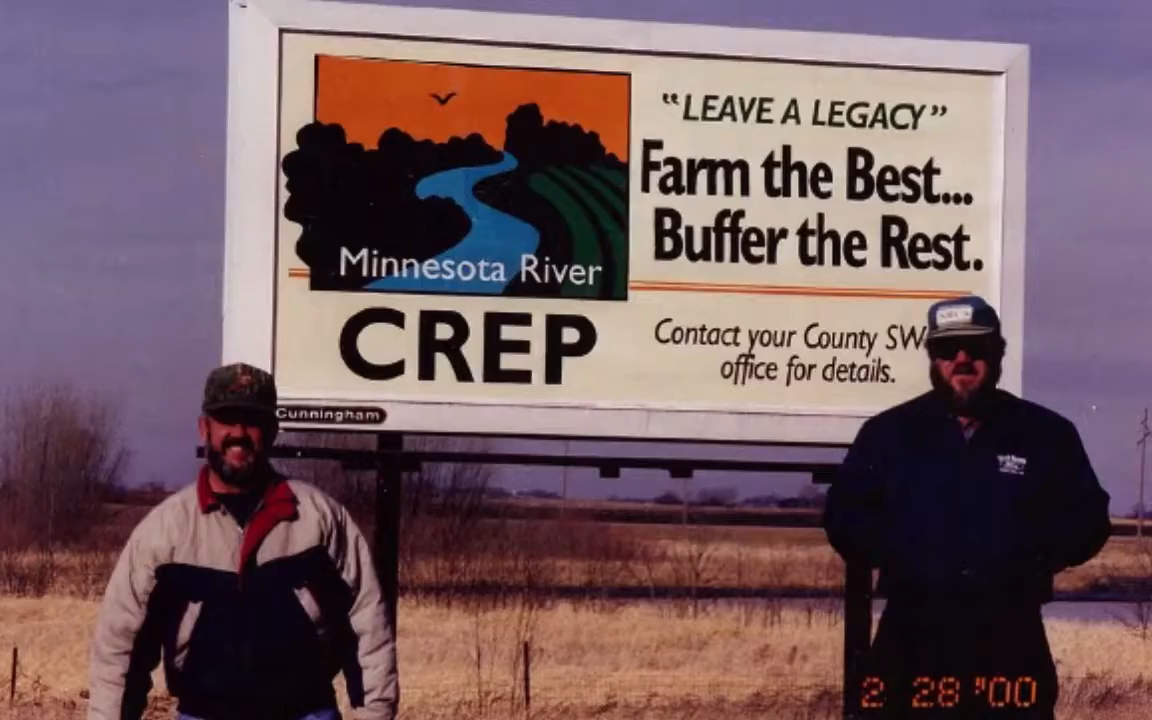 "LEAVE A LEGACY"
Farm the Best...
Buffer the Rest.
Minnesota River
CREP
Contact your County SW
office for details.
Cunningham
2 28 '00